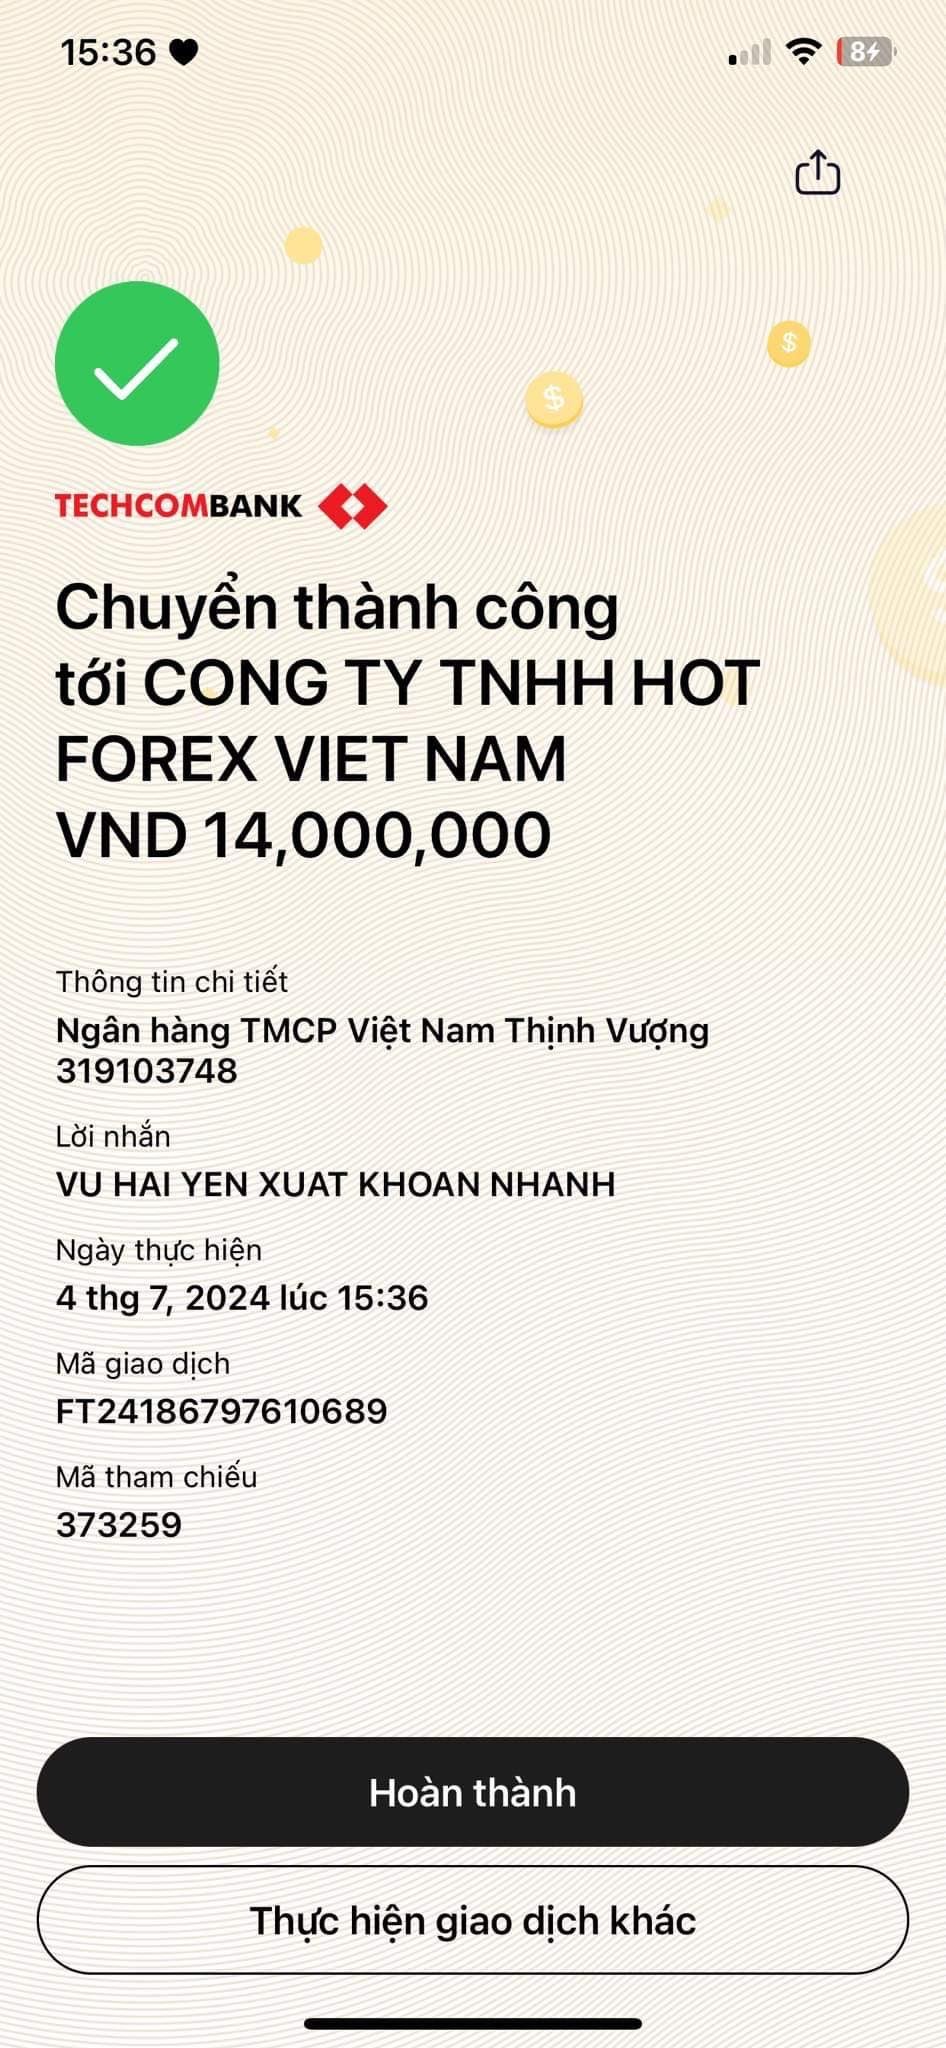 15:36
8
TECHCOMBANK
Chuyển thành công
tới CONG TY TNHH HOT
FOREX VIET NAM
VND 14,000,000
Thông tin chi tiết
Ngân hàng TMCP Việt Nam Thịnh Vượng
319103748
Lời nhắn
VU HAI YEN XUAT KHOAN NHANH
Ngày thực hiện
4 thg 7, 2024 lúc 15:36
Mã giao dịch
FT24186797610689
Mã tham chiếu
373259
Hoàn thành
Thực hiện giao dịch khác